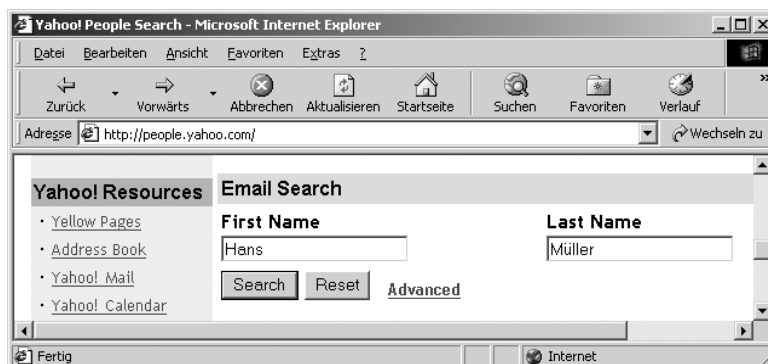 Yahoo! People Search - Microsoft Internet Explorer
Datei Bearbeiten Ansicht Favoriten Extras ?
Zurück Vorwärts Abbrechen Aktualisieren Startseite Suchen Favoriten Verlauf »
Adresse http://people.yahoo.com/ Wechseln zu
Yahoo! Resources Email Search
· Yellow Pages First Name Last Name
· Address Book Hans Müller
· Yahoo! Mail Search Reset Advanced
· Yahoo! Calendar
Fertig Internet